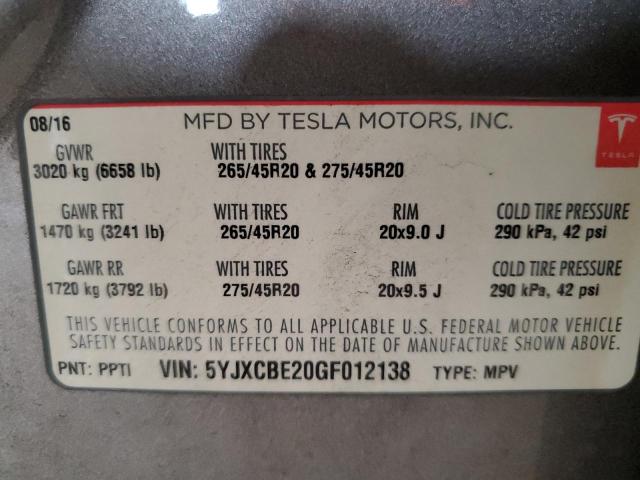 08/16 MFD BY TESLA MOTORS, INC.
TESLA
GVWR WITH TIRES
3020 kg (6658 lb) 265/45R20 & 275/45R20
GAWR FRT WITH TIRES RIM COLD TIRE PRESSURE
1470 kg (3241 lb) 265/45R20 20x9.0 J 290 kPa, 42 psi
GAWR RR WITH TIRES RIM COLD TIRE PRESSURE
1720 kg (3792 lb) 275/45R20 20x9.5 J 290 kPa, 42 psi
THIS VEHICLE CONFORMS TO ALL APPLICABLE U.S. FEDERAL MOTOR VEHICLE
SAFETY STANDARDS IN EFFECT ON THE DATE OF MANUFACTURE SHOWN ABOVE.
PNT: PPTI VIN: 5YJXCBE20GF012138 TYPE: MPV